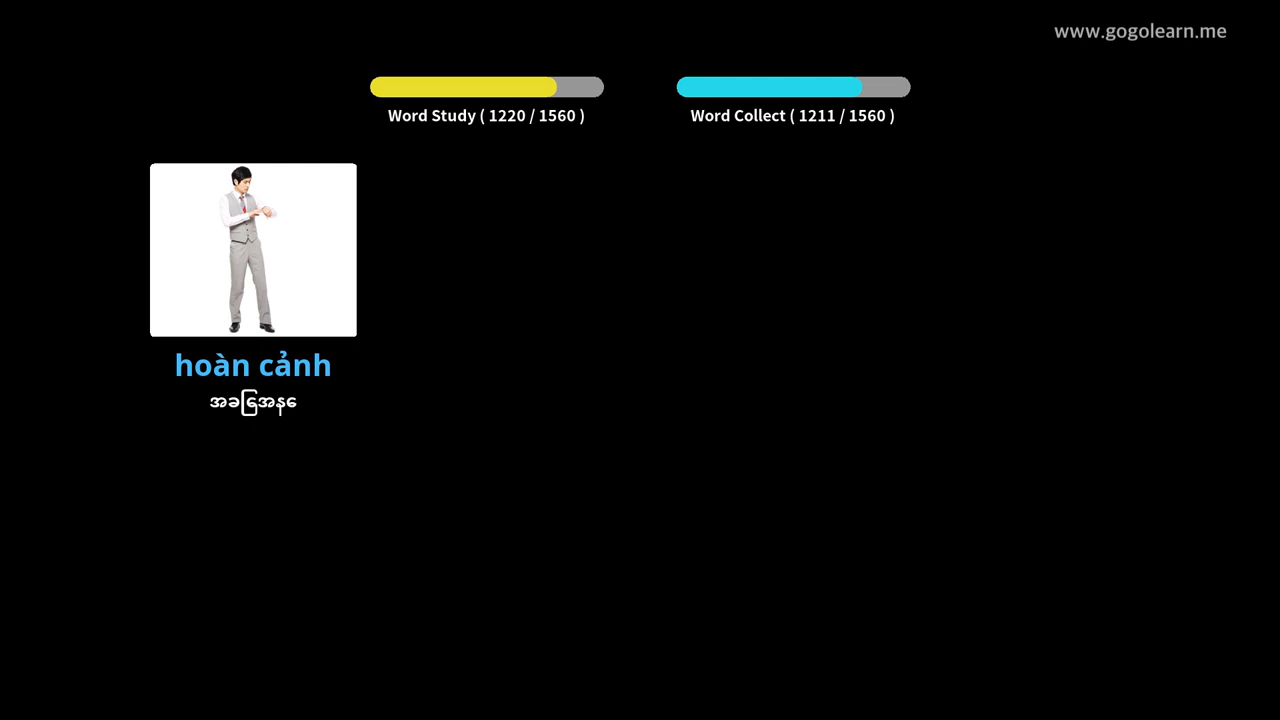 www.gogolearn.me
Word Study ( 1220 / 1560 )
Word Collect ( 1211 / 1560 )
hoàn cảnh
အခြေအနေ